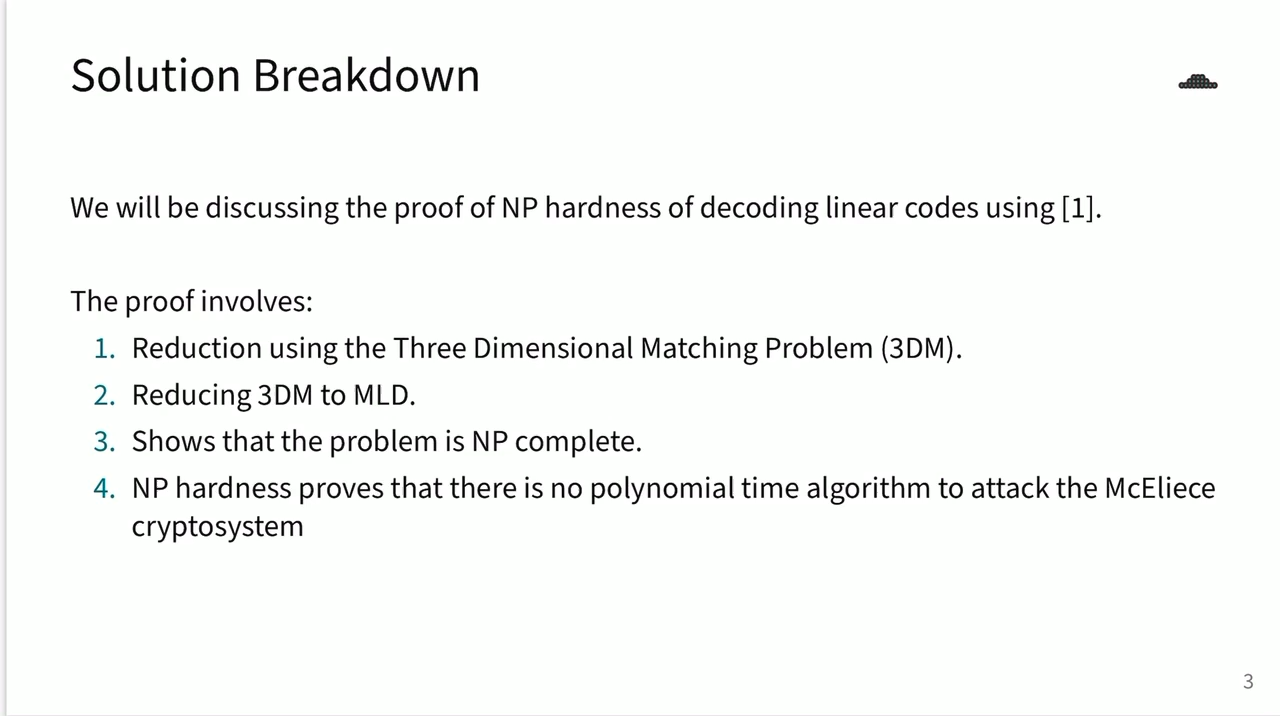 Solution Breakdown
We will be discussing the proof of NP hardness of decoding linear codes using [1].
The proof involves:
1. Reduction using the Three Dimensional Matching Problem (3DM).
2. Reducing 3DM to MLD.
3. Shows that the problem is NP complete.
4. NP hardness proves that there is no polynomial time algorithm to attack the McEliece
cryptosystem
3